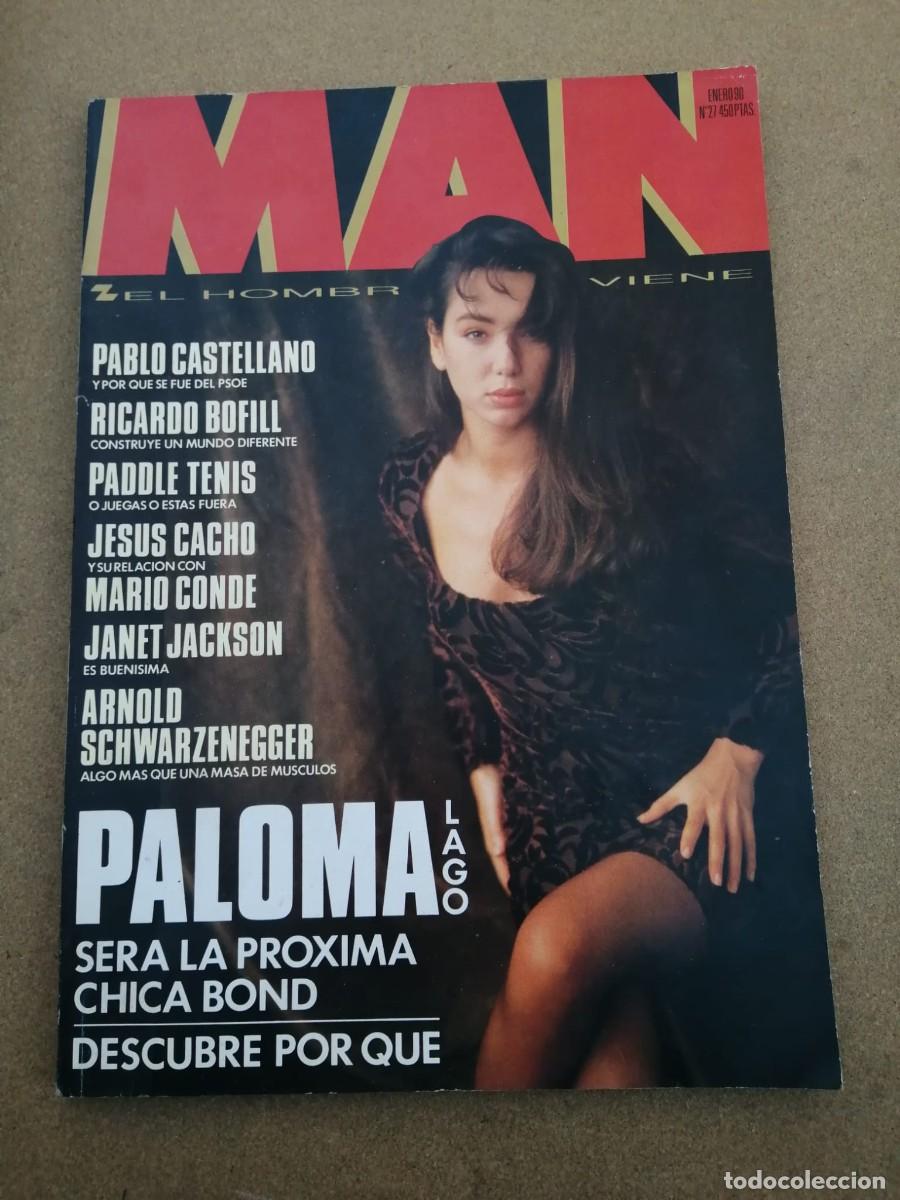 MAN
ENERO 90
Nº 27 450 PTAS.
Z EL HOMBR VIENE
PABLO CASTELLANO
Y POR QUE SE FUE DEL PSOE
RICARDO BOFILL
CONSTRUYE UN MUNDO DIFERENTE
PADDLE TENIS
O JUEGAS O ESTAS FUERA
JESUS CACHO
Y SU RELACION CON
MARIO CONDE
JANET JACKSON
ES BUENISIMA
ARNOLD
SCHWARZENEGGER
ALGO MAS QUE UNA MASA DE MUSCULOS
PALOMA LAGO
SERA LA PROXIMA
CHICA BOND
DESCUBRE POR QUE
todocoleccion